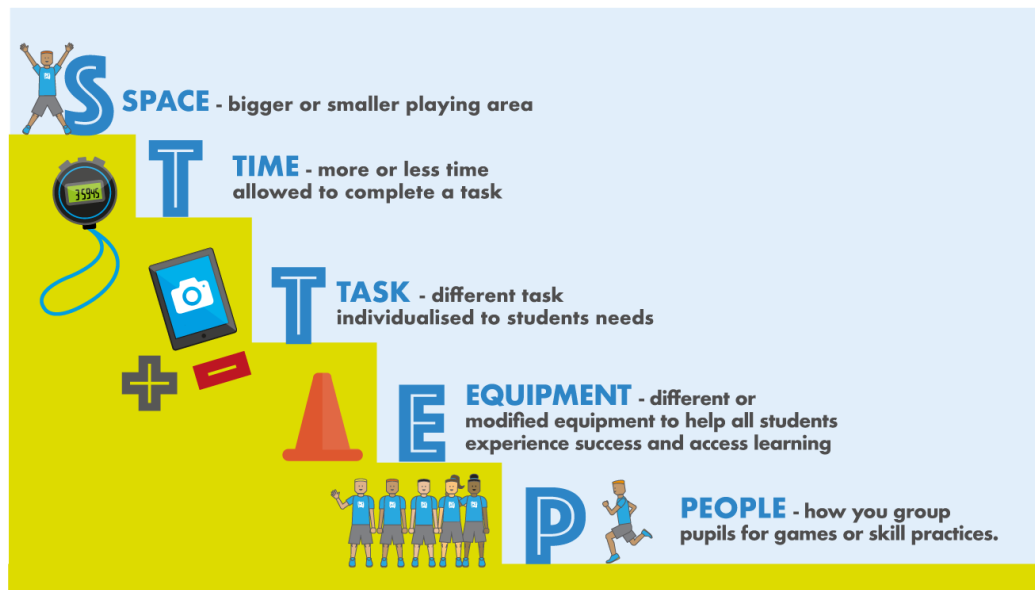 S
SPACE - bigger or smaller playing area
T
TIME - more or less time
allowed to complete a task
35945
T
TASK - different task
individualised to students needs
E
EQUIPMENT - different or
modified equipment to help all students
experience success and access learning
P
PEOPLE - how you group
pupils for games or skill practices.